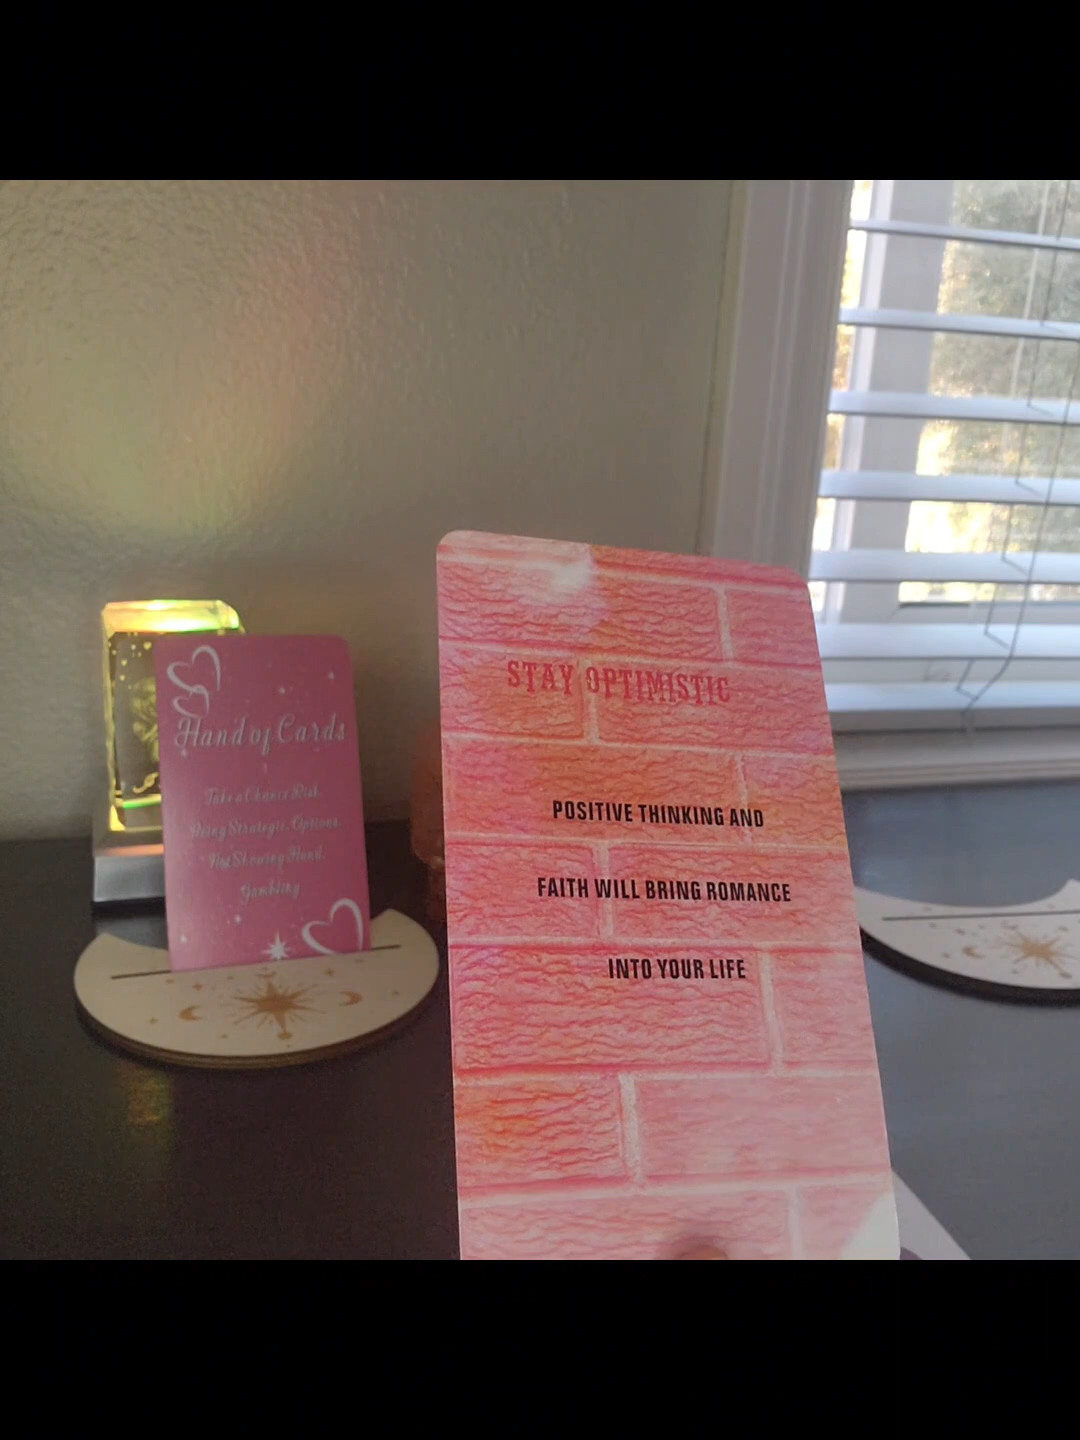 Hand of Cards
Take a Chance. Risk.
Being Strategic. Options.
Not Showing Hand.
Gambling
STAY OPTIMISTIC
POSITIVE THINKING AND
FAITH WILL BRING ROMANCE
INTO YOUR LIFE